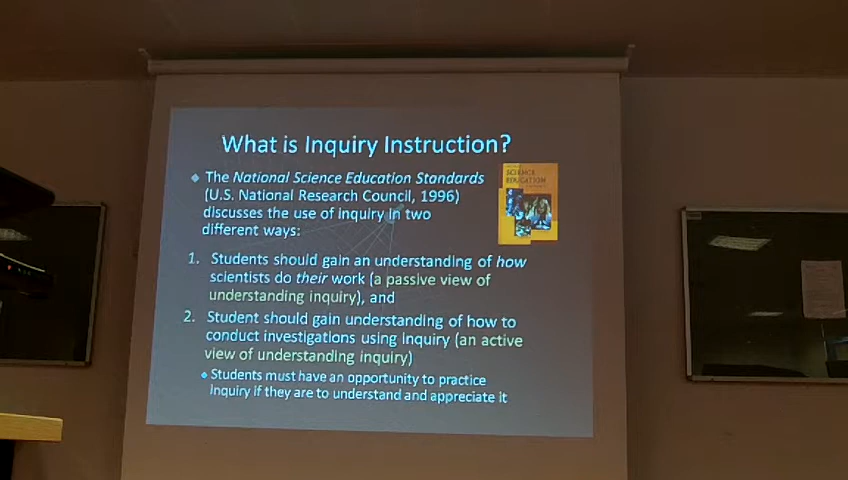 What is Inquiry Instruction?
The National Science Education Standards
(U.S. National Research Council, 1996)
discusses the use of inquiry in two
different ways:
SCIENCE
EDUCATION
1. Students should gain an understanding of how
scientists do their work (a passive view of
understanding inquiry), and
2. Student should gain understanding of how to
conduct investigations using Inquiry (an active
view of understanding inquiry)
Students must have an opportunity to practice
Inquiry if they are to understand and appreciate it